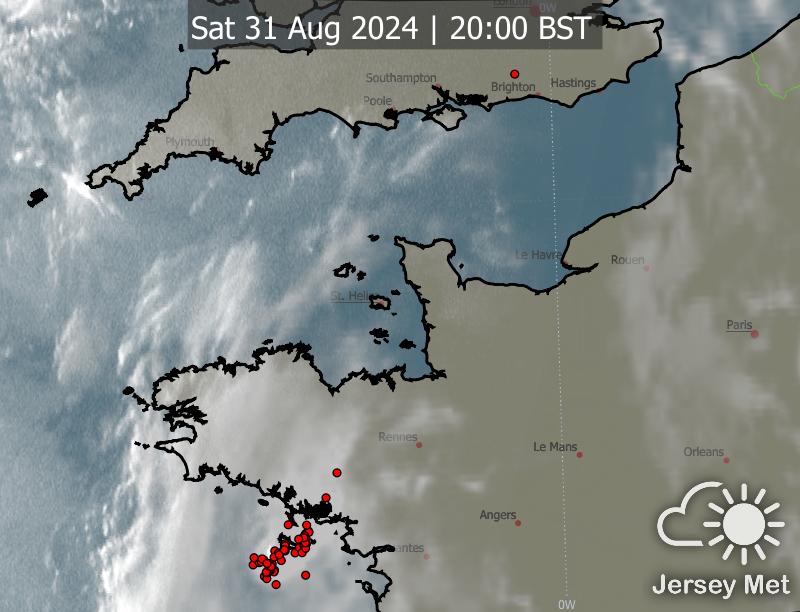 London
0W
Sat 31 Aug 2024 | 20:00 BST
Southampton
Brighton
Hastings
Poole
Plymouth
Le Havre
Rouen
St. Helier
Paris
Rennes
Le Mans
Orleans
Angers
Nantes
0W
Jersey Met